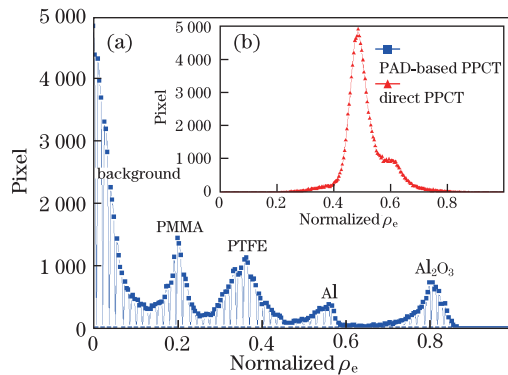 (a)
(b)
PAD-based PPCT
direct PPCT
Pixel
5 000
4 000
3 000
2 000
1 000
0
0
0.2
0.4
0.6
0.8
Normalized ρe
background
PMMA
PTFE
Al
Al2O3
Pixel
5 000
4 000
3 000
2 000
1 000
0
0
0.2
0.4
0.6
0.8
Normalized ρe